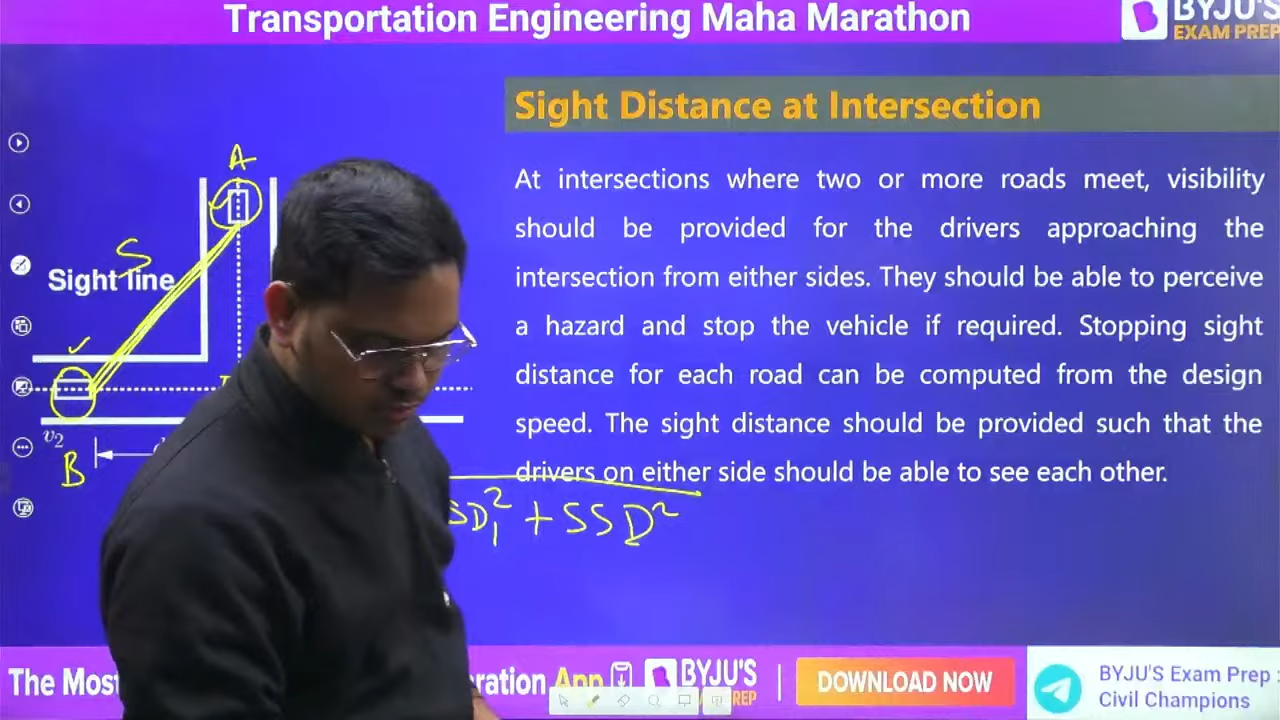 Transportation Engineering Maha Marathon
BYJU'S
EXAM PREP
Sight Distance at Intersection
At intersections where two or more roads meet, visibility
should be provided for the drivers approaching the
intersection from either sides. They should be able to perceive
a hazard and stop the vehicle if required. Stopping sight
distance for each road can be computed from the design
speed. The sight distance should be provided such that the
drivers on either side should be able to see each other.
A
S
Sight line
v2
B
SD₁² + SSD²
The Most
App
BYJU'S
PREP
DOWNLOAD NOW
BYJU'S Exam Prep :
Civil Champions